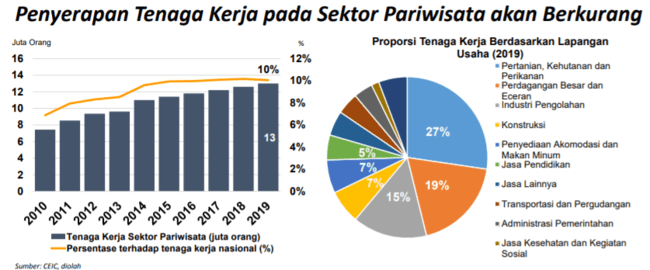 Penyerapan Tenaga Kerja pada Sektor Pariwisata akan Berkurang
Juta Orang
%
16
14
12
10
8
6
4
2
0
12%
10%
8%
6%
4%
2%
0%
10%
13
2010
2011
2012
2013
2014
2015
2016
2017
2018
2019
Tenaga Kerja Sektor Pariwisata (juta orang)
Persentase terhadap tenaga kerja nasional (%)
Proporsi Tenaga Kerja Berdasarkan Lapangan
Usaha (2019)
27%
19%
15%
7%
7%
5%
Pertanian, Kehutanan dan
Perikanan
Perdagangan Besar dan
Eceran
Industri Pengolahan
Konstruksi
Penyediaan Akomodasi dan
Makan Minum
Jasa Pendidikan
Jasa Lainnya
Transportasi dan Pergudangan
Administrasi Pemerintahan
Jasa Kesehatan dan Kegiatan
Sosial
Sumber: CEIC, diolah